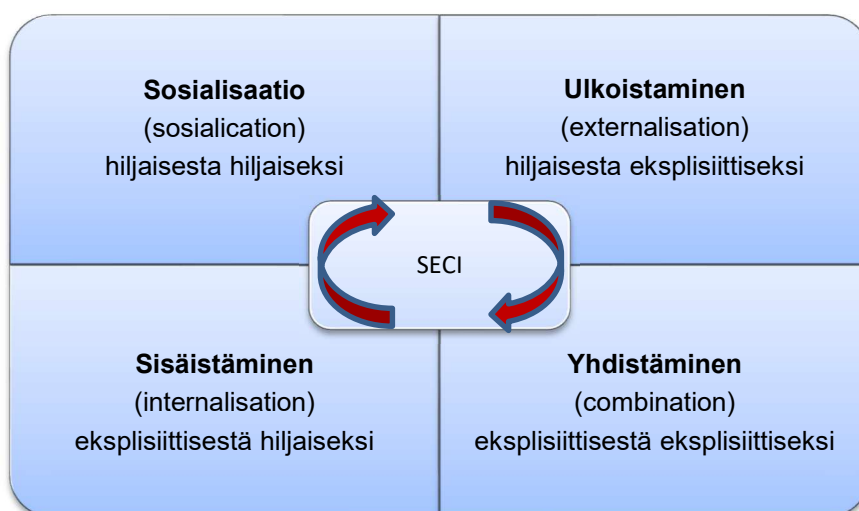 Sosialisaatio
(sosialication)
hiljaisesta hiljaiseksi
Ulkoistaminen
(externalisation)
hiljaisesta eksplisiittiseksi
SECI
Sisäistäminen
(internalisation)
eksplisiittisestä hiljaiseksi
Yhdistäminen
(combination)
eksplisiittisestä eksplisiittiseksi